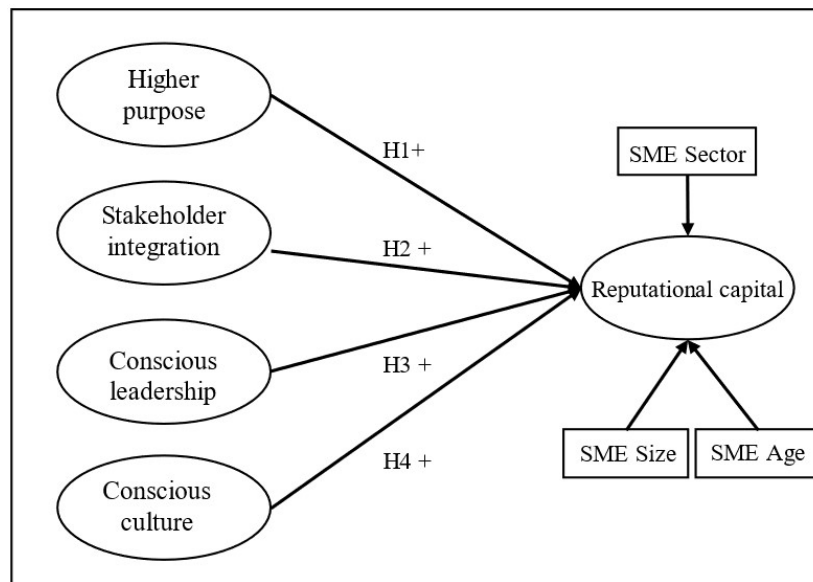 Higher
purpose
H1+
SME Sector
Stakeholder
integration
H2 +
Reputational capital
Conscious
leadership
H3 +
SME Size
SME Age
H4 +
Conscious
culture